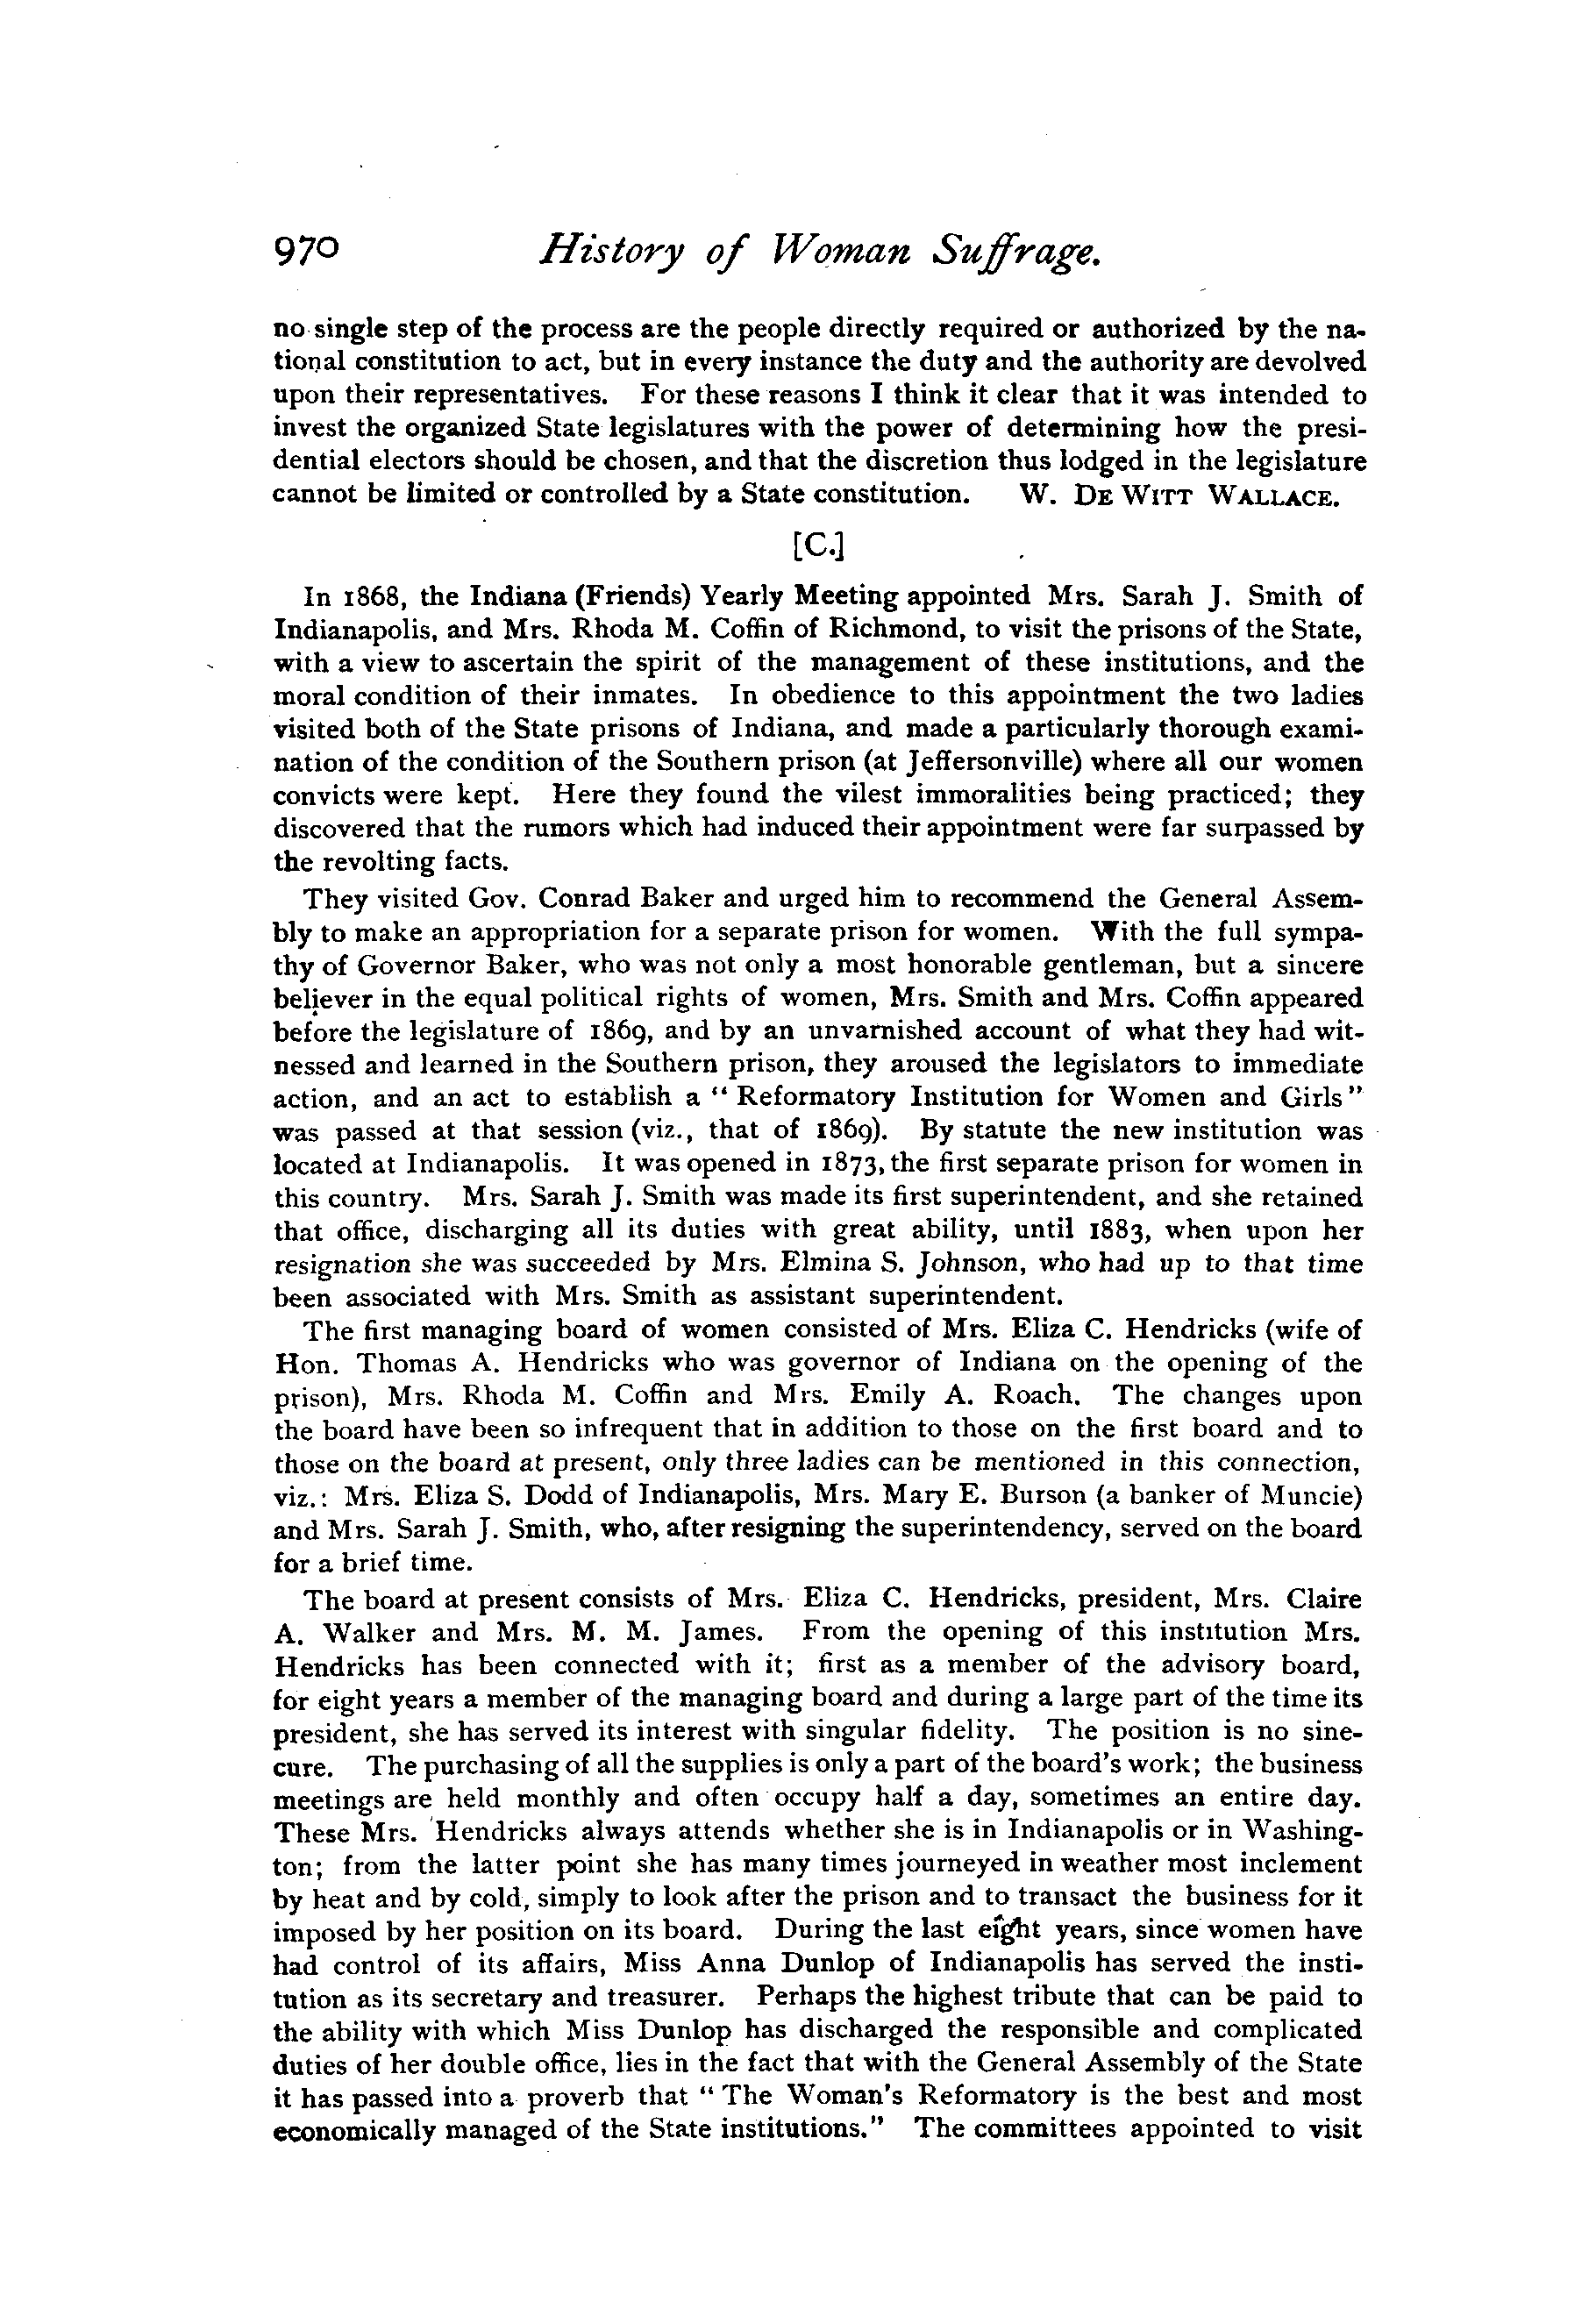 970 History of Woman Suffrage.
no single step of the process are the people directly required or authorized by the na-
tional constitution to act, but in every instance the duty and the authority are devolved
upon their representatives. For these reasons I think it clear that it was intended to
invest the organized State legislatures with the power of determining how the presi-
dential electors should be chosen, and that the discretion thus lodged in the legislature
cannot be limited or controlled by a State constitution. W. DE WITT WALLACE.
[C.]
In 1868, the Indiana (Friends) Yearly Meeting appointed Mrs. Sarah J. Smith of
Indianapolis, and Mrs. Rhoda M. Coffin of Richmond, to visit the prisons of the State,
with a view to ascertain the spirit of the management of these institutions, and the
moral condition of their inmates. In obedience to this appointment the two ladies
visited both of the State prisons of Indiana, and made a particularly thorough exami-
nation of the condition of the Southern prison (at Jeffersonville) where all our women
convicts were kept. Here they found the vilest immoralities being practiced; they
discovered that the rumors which had induced their appointment were far surpassed by
the revolting facts.
They visited Gov. Conrad Baker and urged him to recommend the General Assem-
bly to make an appropriation for a separate prison for women. With the full sympa-
thy of Governor Baker, who was not only a most honorable gentleman, but a sincere
believer in the equal political rights of women, Mrs. Smith and Mrs. Coffin appeared
before the legislature of 1869, and by an unvarnished account of what they had wit-
nessed and learned in the Southern prison, they aroused the legislators to immediate
action, and an act to establish a “ Reformatory Institution for Women and Girls ”
was passed at that session (viz., that of 1869). By statute the new institution was
located at Indianapolis. It was opened in 1873, the first separate prison for women in
this country. Mrs. Sarah J. Smith was made its first superintendent, and she retained
that office, discharging all its duties with great ability, until 1883, when upon her
resignation she was succeeded by Mrs. Elmina S. Johnson, who had up to that time
been associated with Mrs. Smith as assistant superintendent.
The first managing board of women consisted of Mrs. Eliza C. Hendricks (wife of
Hon. Thomas A. Hendricks who was governor of Indiana on the opening of the
prison), Mrs. Rhoda M. Coffin and Mrs. Emily A. Roach. The changes upon
the board have been so infrequent that in addition to those on the first board and to
those on the board at present, only three ladies can be mentioned in this connection,
viz.: Mrs. Eliza S. Dodd of Indianapolis, Mrs. Mary E. Burson (a banker of Muncie)
and Mrs. Sarah J. Smith, who, after resigning the superintendency, served on the board
for a brief time.
The board at present consists of Mrs. Eliza C. Hendricks, president, Mrs. Claire
A. Walker and Mrs. M. M. James. From the opening of this institution Mrs.
Hendricks has been connected with it; first as a member of the advisory board,
for eight years a member of the managing board and during a large part of the time its
president, she has served its interest with singular fidelity. The position is no sine-
cure. The purchasing of all the supplies is only a part of the board's work; the business
meetings are held monthly and often occupy half a day, sometimes an entire day.
These Mrs. Hendricks always attends whether she is in Indianapolis or in Washing-
ton; from the latter point she has many times journeyed in weather most inclement
by heat and by cold, simply to look after the prison and to transact the business for it
imposed by her position on its board. During the last eight years, since women have
had control of its affairs, Miss Anna Dunlop of Indianapolis has served the insti-
tution as its secretary and treasurer. Perhaps the highest tribute that can be paid to
the ability with which Miss Dunlop has discharged the responsible and complicated
duties of her double office, lies in the fact that with the General Assembly of the State
it has passed into a proverb that “ The Woman's Reformatory is the best and most
economically managed of the State institutions.” The committees appointed to visit